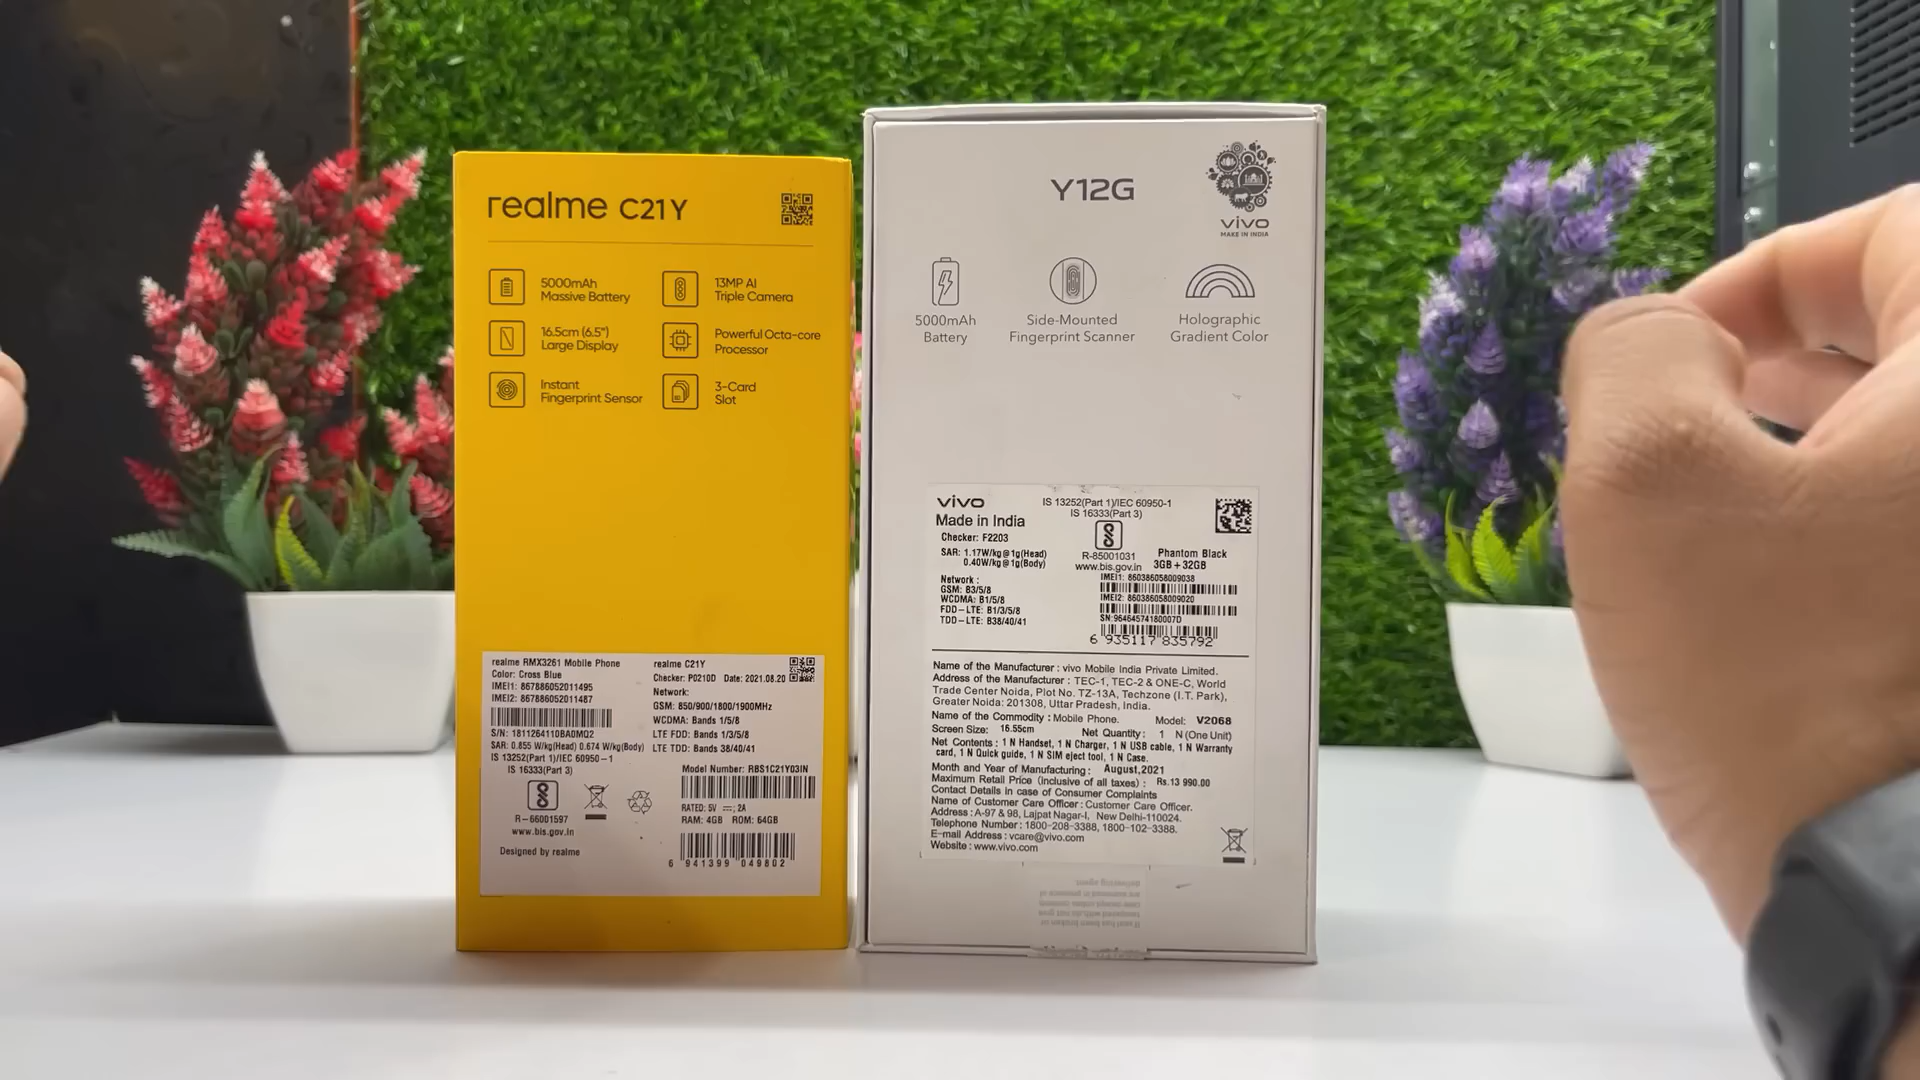 realme C21Y
5000mAh
Massive Battery
13MP AI
Triple Camera
16.5cm (6.5")
Large Display
Powerful Octa-core
Processor
Instant
Fingerprint Sensor
3-Card
Slot
realme RMX3261 Mobile Phone
Color: Cross Blue
IMEI1: 867886052011495
IMEI2: 867886052011487
S/N: 1811264110BA0MQ2
SAR: 0.855 W/kg(Head) 0.674 W/kg(Body)
IS 13252(Part 1)/IEC 60950-1
IS 16333(Part 3)
R-66001597
www.bis.gov.in
Designed by realme
realme C21Y
Checker: P0210D Date: 2021.08.20
Network:
GSM: 850/900/1800/1900MHz
WCDMA: Bands 1/5/8
LTE FDD: Bands 1/3/5/8
LTE TDD: Bands 38/40/41
Model Number: RBS1C21Y03IN
RATED: 5V ⎓; 2A
RAM: 4GB ROM: 64GB
6 941399 049802
Y12G
vivo
MAKE IN INDIA
5000mAh
Battery
Side-Mounted
Fingerprint Scanner
Holographic
Gradient Color
vivo
Made in India
Checker: F2203
SAR: 1.17W/kg@1g(Head)
0.40W/kg@1g(Body)
Network :
GSM: B3/5/8
WCDMA: B1/5/8
FDD-LTE: B1/3/5/8
TDD-LTE: B38/40/41
IS 13252(Part 1)/IEC 60950-1
IS 16333(Part 3)
R-85001031
www.bis.gov.in
Phantom Black
3GB+32GB
IMEI1: 860386058009038
IMEI2: 860386058009020
SN:96464574180007D
6 935117 835792
Name of the Manufacturer : vivo Mobile India Private Limited.
Address of the Manufacturer : TEC-1, TEC-2 & ONE-C, World
Trade Center Noida, Plot No. TZ-13A, Techzone (I.T. Park),
Greater Noida: 201308, Uttar Pradesh, India.
Name of the Commodity : Mobile Phone. Model: V2068
Screen Size: 16.55cm Net Quantity: 1 N (One Unit)
Net Contents : 1 N Handset, 1 N Charger, 1 N USB cable, 1 N Warranty
card, 1 N Quick guide, 1 N SIM eject tool, 1 N Case.
Month and Year of Manufacturing: August,2021
Maximum Retail Price (inclusive of all taxes) : Rs.13 990.00
Contact Details in case of Consumer Complaints
Name of Customer Care Officer : Customer Care Officer.
Address : A-97 & 98, Lajpat Nagar-I, New Delhi-110024.
Telephone Number : 1800-208-3388, 1800-102-3388.
E-mail Address : vcare@vivo.com
Website : www.vivo.com